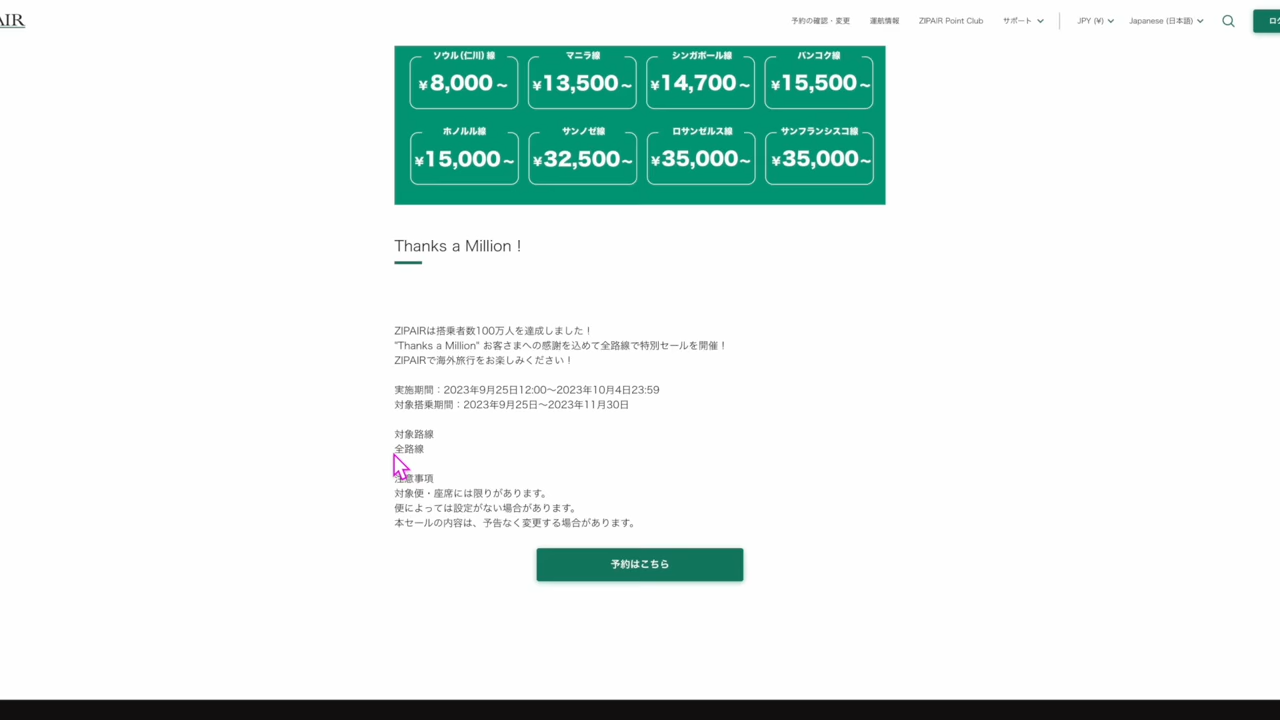 AIR
予約の確認・変更 運航情報 ZIPAIR Point Club サポート JPY (¥) Japanese (日本語) ロ
ソウル(仁川)線 マニラ線 シンガポール線 バンコク線
¥8,000~ ¥13,500~ ¥14,700~ ¥15,500~
ホノルル線 サンノゼ線 ロサンゼルス線 サンフランシスコ線
¥15,000~ ¥32,500~ ¥35,000~ ¥35,000~
Thanks a Million !
ZIPAIRは搭乗者数100万人を達成しました！
"Thanks a Million" お客さまへの感謝を込めて全路線で特別セールを開催！
ZIPAIRで海外旅行をお楽しみください！
実施期間：2023年9月25日12:00〜2023年10月4日23:59
対象搭乗期間：2023年9月25日〜2023年11月30日
対象路線
全路線
注意事項
対象便・座席には限りがあります。
便によっては設定がない場合があります。
本セールの内容は、予告なく変更する場合があります。
予約はこちら